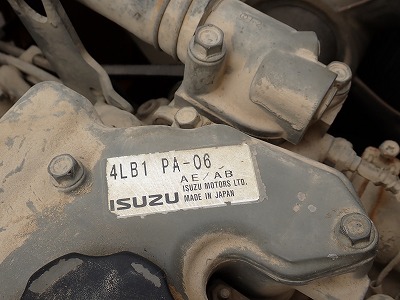 4LB1 PA-06
AE/AB
ISUZU MOTORS LTD.
ISUZU MADE IN JAPAN